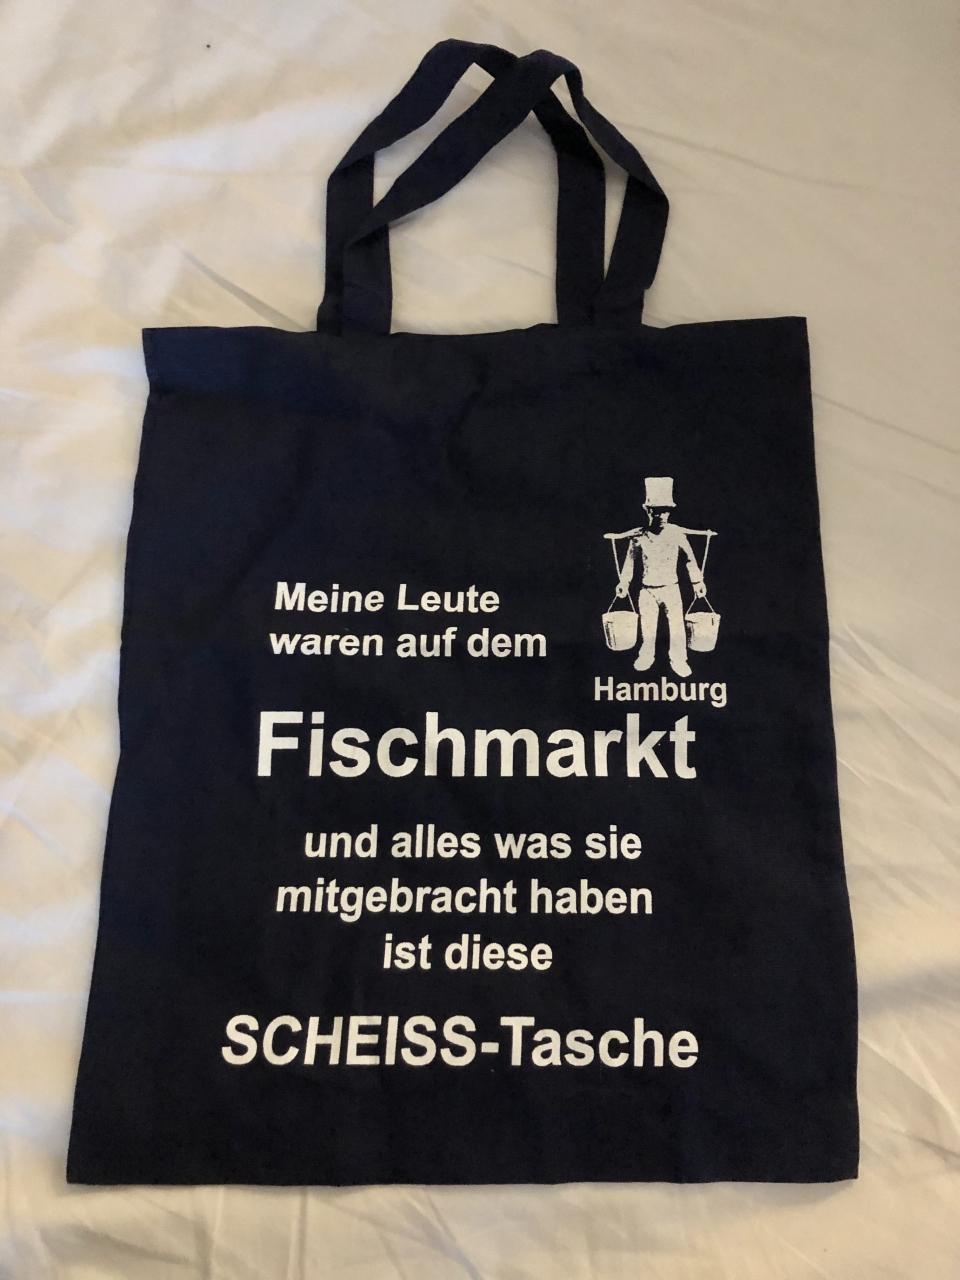 Meine Leute
waren auf dem
Hamburg
Fischmarkt
und alles was sie
mitgebracht haben
ist diese
SCHEISS-Tasche